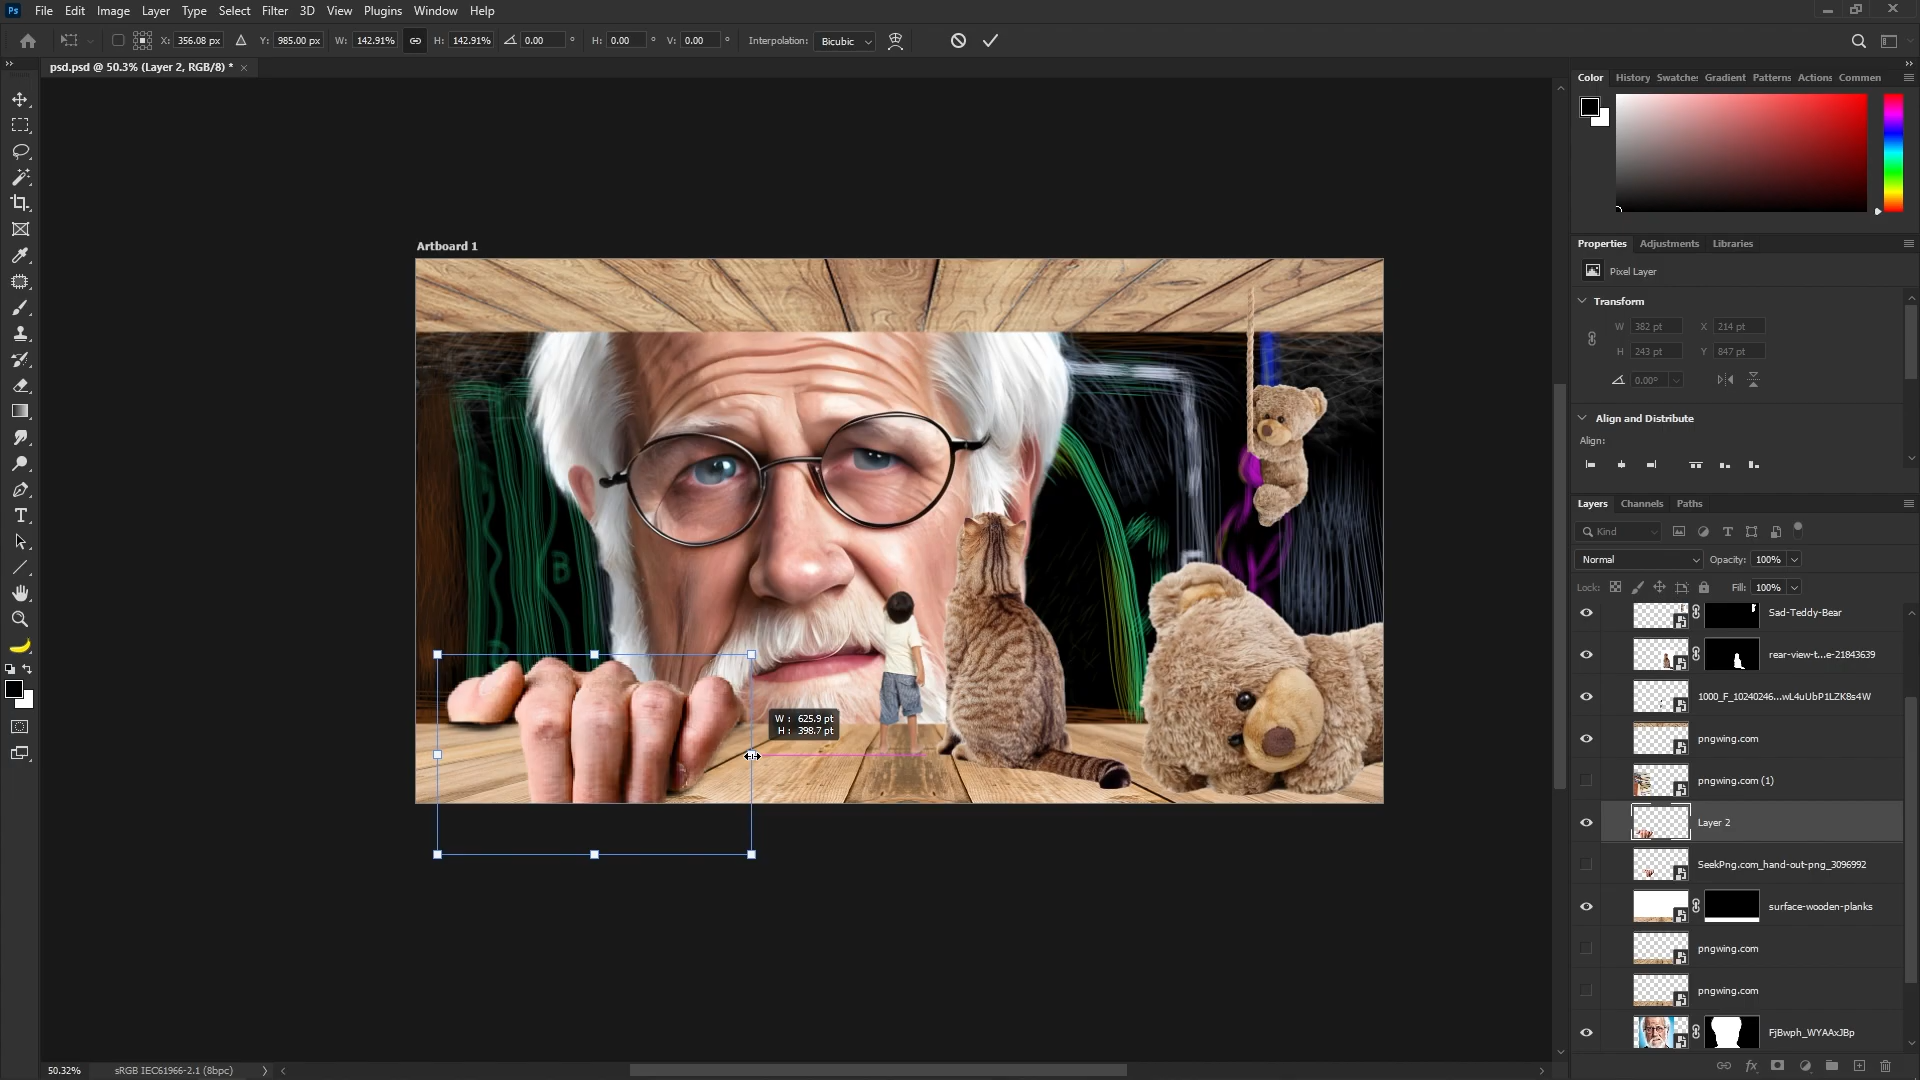 Ps File Edit Image Layer Type Select Filter 3D View Plugins Window Help
X: 356.08 px Y: 985.00 px W: 142.91% H: 142.91% 0.00 ° H: 0.00 ° V: 0.00 ° Interpolation: Bicubic
psd.psd @ 50.3% (Layer 2, RGB/8) * ×
Artboard 1
W : 625.9 pt
H : 398.7 pt
50.32% sRGB IEC61966-2.1 (8bpc)
Color History Swatches Gradient Patterns Actions Commen
Properties Adjustments Libraries
Pixel Layer
Transform
W 382 pt X 214 pt
H 243 pt Y 847 pt
0.00°
Align and Distribute
Align:
Layers Channels Paths
Kind
Normal Opacity: 100%
Lock: Fill: 100%
Sad-Teddy-Bear
rear-view-t...e-21843639
1000_F_10240246...wL4uUbP1LZK8s4W
pngwing.com
pngwing.com (1)
Layer 2
SeekPng.com_hand-out-png_3096992
surface-wooden-planks
pngwing.com
pngwing.com
FjBwph_WYAAxJBp